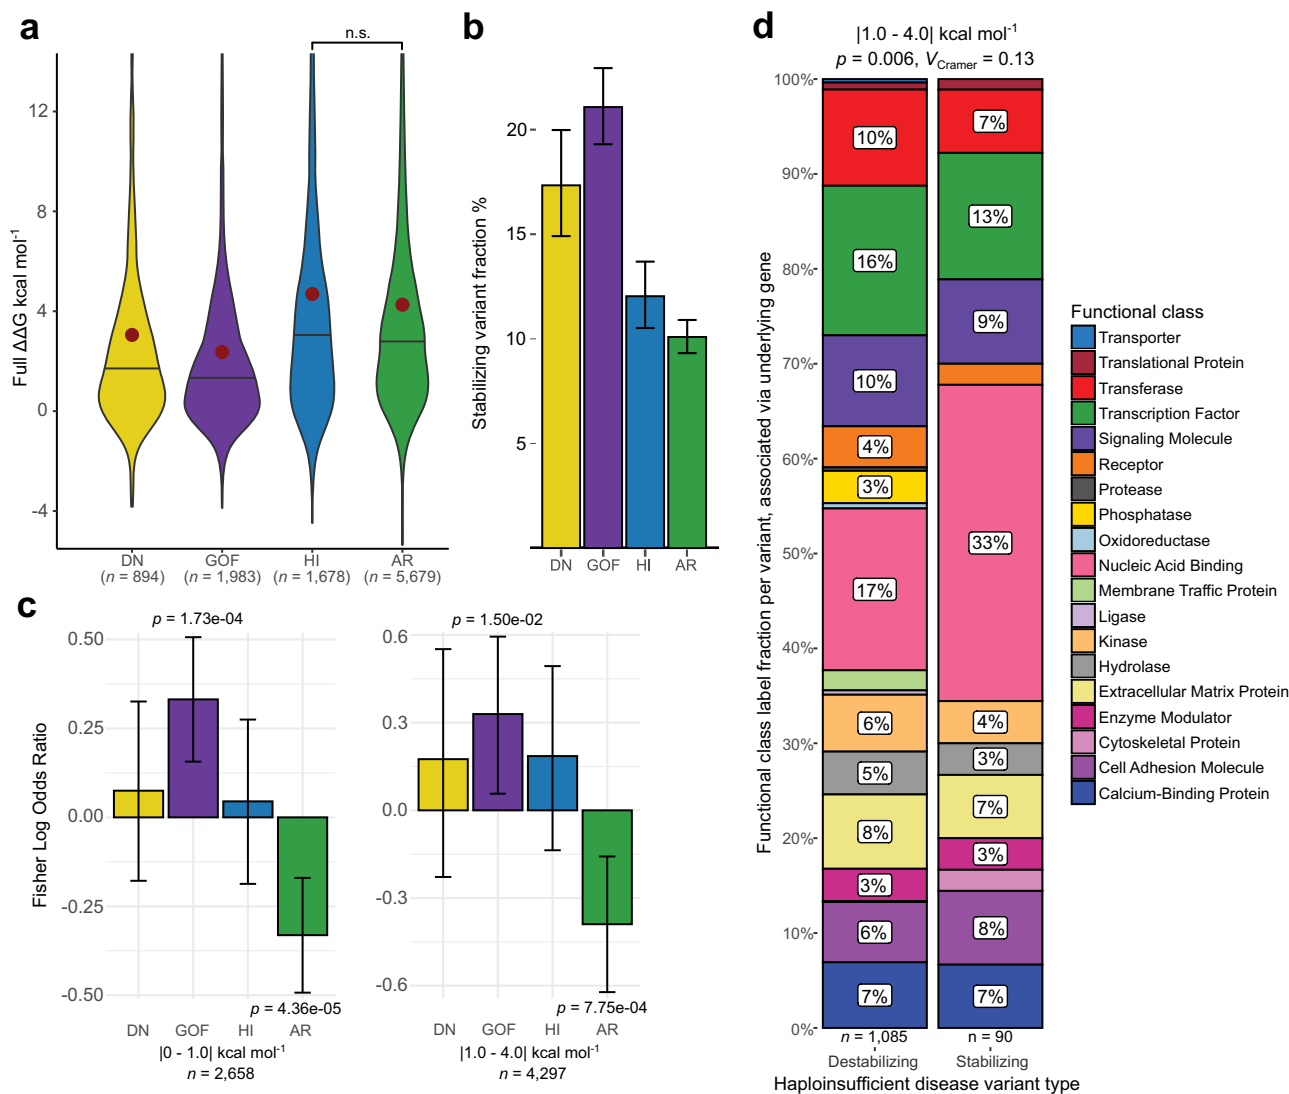 a
n.s.
Full ΔΔG kcal mol⁻¹
12
8
4
0
-4
DN
(n = 894)
GOF
(n = 1,983)
HI
(n = 1,678)
AR
(n = 5,679)
b
Stabilizing variant fraction %
20
15
10
5
DN
GOF
HI
AR
c
Fisher Log Odds Ratio
p = 1.73e-04
0.50
0.25
0.00
-0.25
-0.50
p = 4.36e-05
DN
GOF
HI
AR
|0 - 1.0| kcal mol⁻¹
n = 2,658
p = 1.50e-02
0.6
0.3
0.0
-0.3
-0.6
p = 7.75e-04
DN
GOF
HI
AR
|1.0 - 4.0| kcal mol⁻¹
n = 4,297
d
|1.0 - 4.0| kcal mol⁻¹
p = 0.006, VCramer = 0.13
Functional class label fraction per variant, associated via underlying gene
100%
90%
80%
70%
60%
50%
40%
30%
20%
10%
0%
10%
16%
10%
4%
3%
17%
6%
5%
8%
3%
6%
7%
7%
13%
9%
33%
4%
3%
7%
3%
8%
7%
n = 1,085
n = 90
Destabilizing
Stabilizing
Haploinsufficient disease variant type
Functional class
Transporter
Translational Protein
Transferase
Transcription Factor
Signaling Molecule
Receptor
Protease
Phosphatase
Oxidoreductase
Nucleic Acid Binding
Membrane Traffic Protein
Ligase
Kinase
Hydrolase
Extracellular Matrix Protein
Enzyme Modulator
Cytoskeletal Protein
Cell Adhesion Molecule
Calcium-Binding Protein